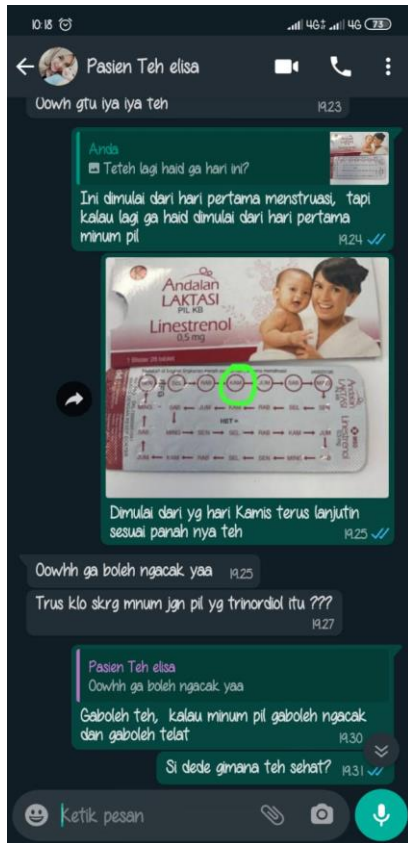 10:18
4G
4G
73
Pasien Teh elisa
Oowh gtu iya iya teh
19.23
Anda
Teteh lagi haid ga hari ini?
Ini dimulai dari hari pertama menstruasi, tapi
kalau lagi ga haid dimulai dari hari pertama
minum pil
19.24
Andalan
LAKTASI
PIL KB
Linestrenol
0,5 mg
Dimulai dari yg hari Kamis terus lanjutin
sesuai panah nya teh
19.25
Oowhh ga boleh ngacak yaa
19.25
Trus klo skrg mnum jgn pil yg trinordiol itu ???
19.27
Pasien Teh elisa
Oowhh ga boleh ngacak yaa
Gaboleh teh, kalau minum pil gaboleh ngacak
dan gaboleh telat
19.30
Si dede gimana teh sehat?
19.31
Ketik pesan